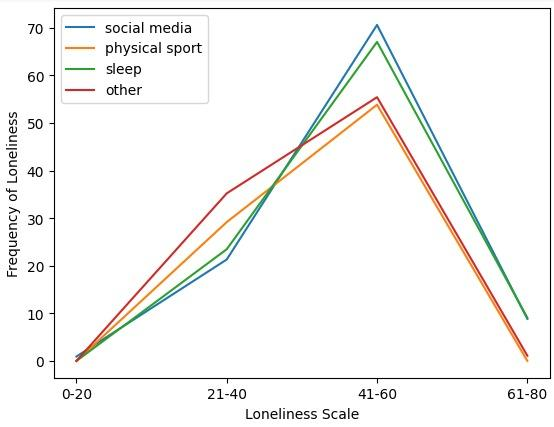 social media
physical sport
sleep
other
70
60
50
40
30
20
10
0
Frequency of Loneliness
0-20 21-40 41-60 61-80
Loneliness Scale